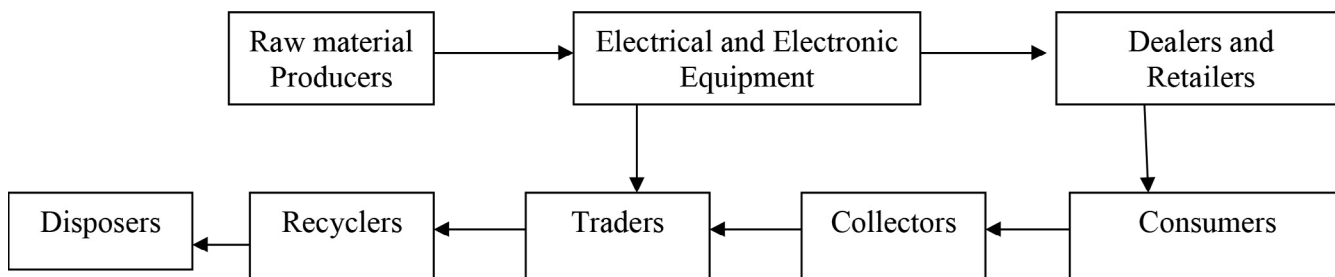 Raw material
Producers
Electrical and Electronic
Equipment
Dealers and
Retailers
Disposers
Recyclers
Traders
Collectors
Consumers